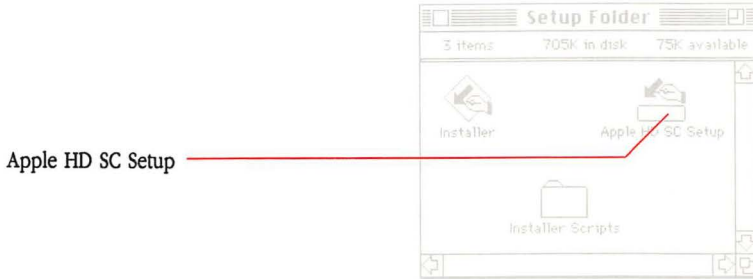 Setup Folder
3 items 705K in disk 75K available
Installer Apple HD SC Setup
Apple HD SC Setup
Installer Scripts